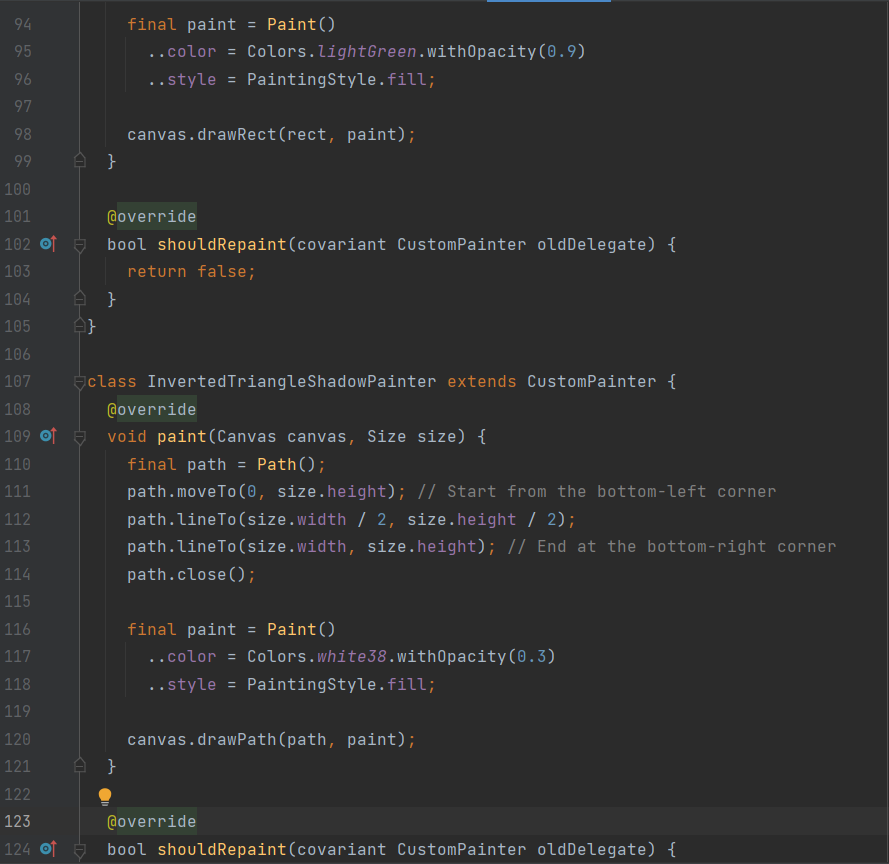 94 final paint = Paint()
95 ..color = Colors.lightGreen.withOpacity(0.9)
96 ..style = PaintingStyle.fill;
97
98 canvas.drawRect(rect, paint);
99 }
100
101 @override
102 bool shouldRepaint(covariant CustomPainter oldDelegate) {
103 return false;
104 }
105 }
106
107 class InvertedTriangleShadowPainter extends CustomPainter {
108 @override
109 void paint(Canvas canvas, Size size) {
110 final path = Path();
111 path.moveTo(0, size.height); // Start from the bottom-left corner
112 path.lineTo(size.width / 2, size.height / 2);
113 path.lineTo(size.width, size.height); // End at the bottom-right corner
114 path.close();
115
116 final paint = Paint()
117 ..color = Colors.white38.withOpacity(0.3)
118 ..style = PaintingStyle.fill;
119
120 canvas.drawPath(path, paint);
121 }
122
123 @override
124 bool shouldRepaint(covariant CustomPainter oldDelegate) {